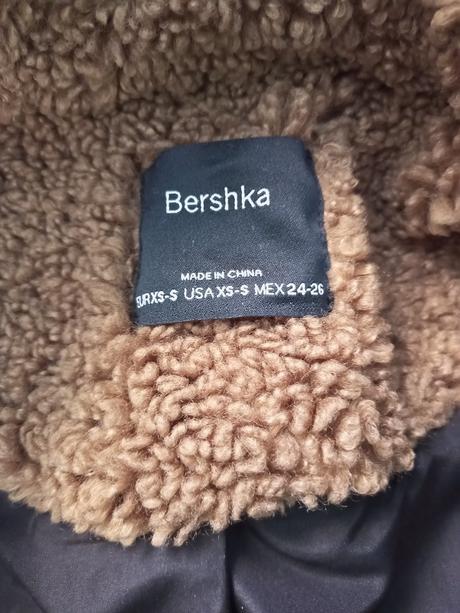 Bershka
MADE IN CHINA
EUR XS-S USA XS-S MEX 24-26